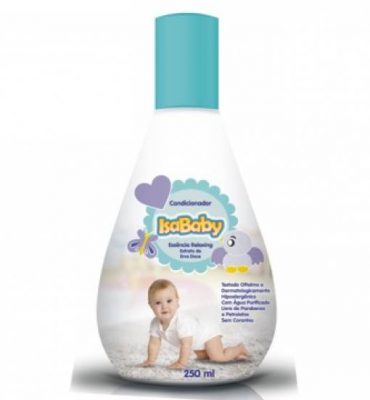 Condicionador
IsaBaby
Essência Relaxing
Extrato de
Erva Doce
Testado Oftalmo e
Dermatologicamente
Hipoalergênico
Com Água Purificada
Livre de Parabenos
e Petrolatos
Sem Corantes
250 ml